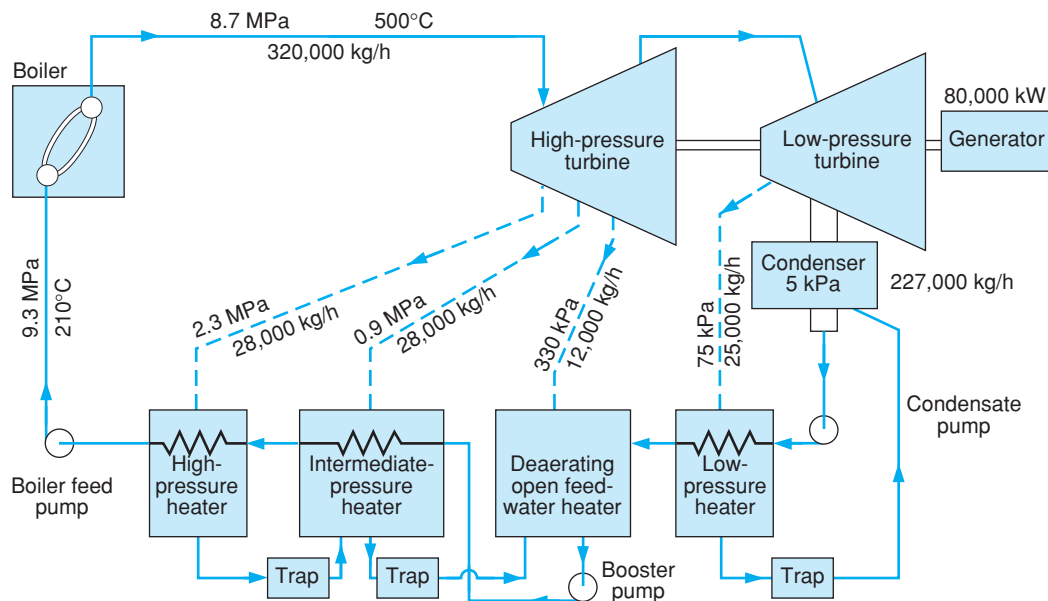 8.7 MPa 500°C
320,000 kg/h
Boiler
80,000 kW
High-pressure
turbine
Low-pressure
turbine
Generator
9.3 MPa
210°C
2.3 MPa
28,000 kg/h
0.9 MPa
28,000 kg/h
330 kPa
12,000 kg/h
75 kPa
25,000 kg/h
Condenser
5 kPa
227,000 kg/h
Condensate
pump
Boiler feed
pump
High-
pressure
heater
Intermediate-
pressure
heater
Deaerating
open feed-
water heater
Low-
pressure
heater
Trap
Trap
Booster
pump
Trap